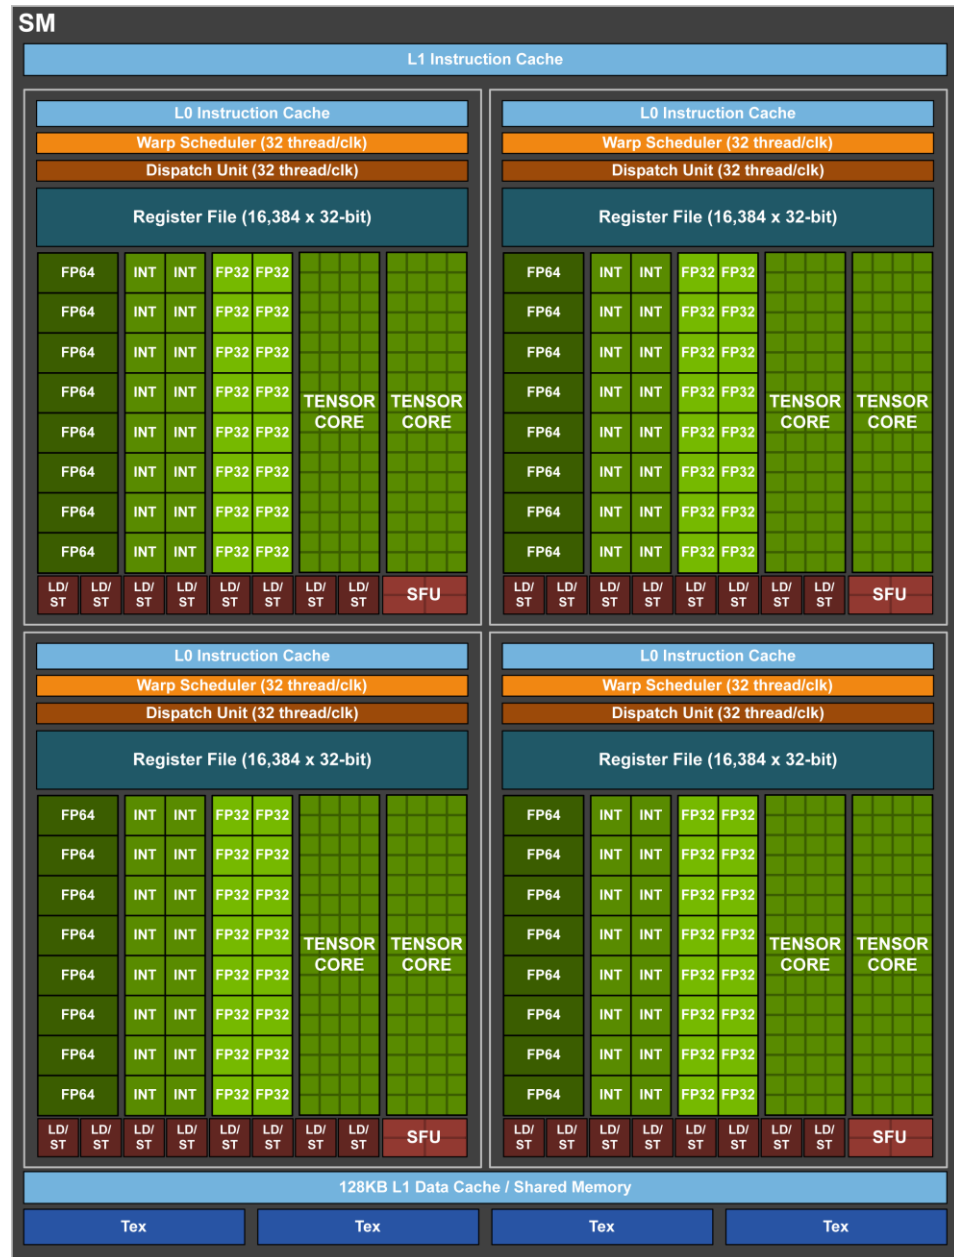 SM
L1 Instruction Cache
L0 Instruction Cache
Warp Scheduler (32 thread/clk)
Dispatch Unit (32 thread/clk)
Register File (16,384 x 32-bit)
FP64 INT INT FP32 FP32
FP64 INT INT FP32 FP32
FP64 INT INT FP32 FP32
FP64 INT INT FP32 FP32
FP64 INT INT FP32 FP32
FP64 INT INT FP32 FP32
FP64 INT INT FP32 FP32
FP64 INT INT FP32 FP32
TENSOR TENSOR
CORE CORE
LD/ LD/ LD/ LD/ LD/ LD/ LD/ LD/
ST ST ST ST ST ST ST ST
SFU
L0 Instruction Cache
Warp Scheduler (32 thread/clk)
Dispatch Unit (32 thread/clk)
Register File (16,384 x 32-bit)
FP64 INT INT FP32 FP32
FP64 INT INT FP32 FP32
FP64 INT INT FP32 FP32
FP64 INT INT FP32 FP32
FP64 INT INT FP32 FP32
FP64 INT INT FP32 FP32
FP64 INT INT FP32 FP32
FP64 INT INT FP32 FP32
TENSOR TENSOR
CORE CORE
LD/ LD/ LD/ LD/ LD/ LD/ LD/ LD/
ST ST ST ST ST ST ST ST
SFU
L0 Instruction Cache
Warp Scheduler (32 thread/clk)
Dispatch Unit (32 thread/clk)
Register File (16,384 x 32-bit)
FP64 INT INT FP32 FP32
FP64 INT INT FP32 FP32
FP64 INT INT FP32 FP32
FP64 INT INT FP32 FP32
FP64 INT INT FP32 FP32
FP64 INT INT FP32 FP32
FP64 INT INT FP32 FP32
FP64 INT INT FP32 FP32
TENSOR TENSOR
CORE CORE
LD/ LD/ LD/ LD/ LD/ LD/ LD/ LD/
ST ST ST ST ST ST ST ST
SFU
L0 Instruction Cache
Warp Scheduler (32 thread/clk)
Dispatch Unit (32 thread/clk)
Register File (16,384 x 32-bit)
FP64 INT INT FP32 FP32
FP64 INT INT FP32 FP32
FP64 INT INT FP32 FP32
FP64 INT INT FP32 FP32
FP64 INT INT FP32 FP32
FP64 INT INT FP32 FP32
FP64 INT INT FP32 FP32
FP64 INT INT FP32 FP32
TENSOR TENSOR
CORE CORE
LD/ LD/ LD/ LD/ LD/ LD/ LD/ LD/
ST ST ST ST ST ST ST ST
SFU
128KB L1 Data Cache / Shared Memory
Tex Tex Tex Tex